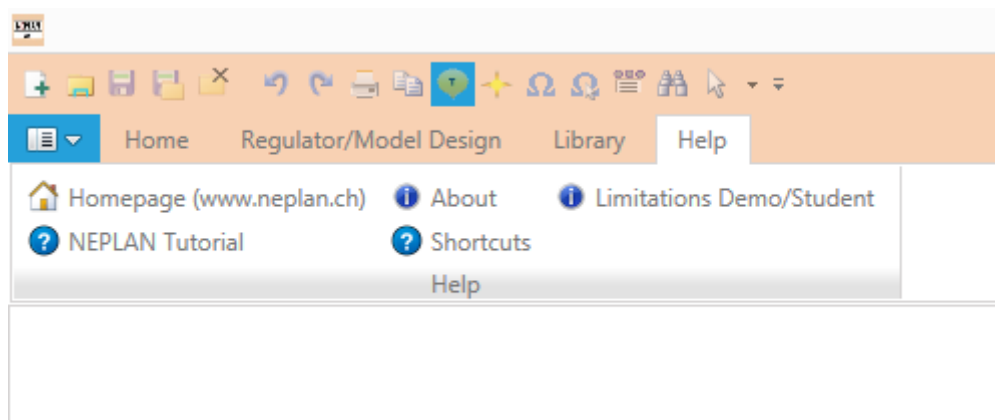 Home Regulator/Model Design Library Help
Homepage (www.neplan.ch) About Limitations Demo/Student
NEPLAN Tutorial Shortcuts
Help